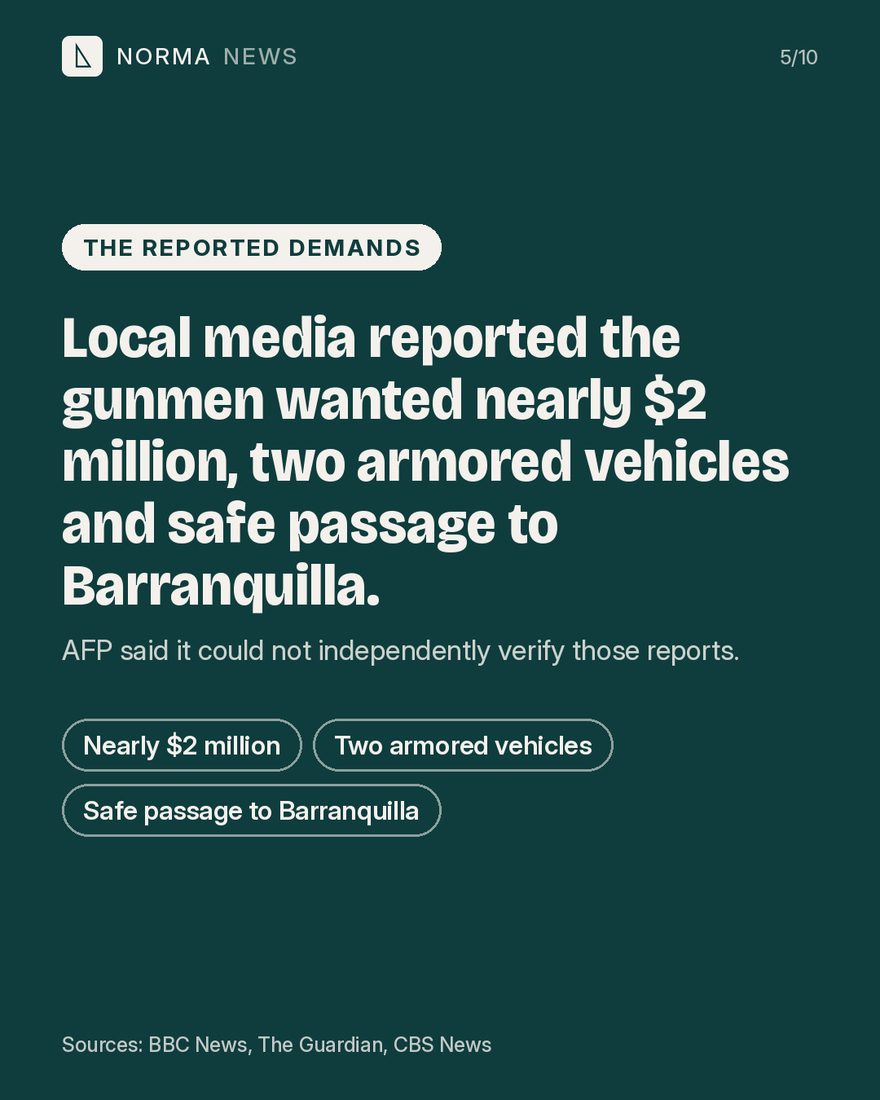 NORMA NEWS
5/10
THE REPORTED DEMANDS
Local media reported the
gunmen wanted nearly $2
million, two armored vehicles
and safe passage to
Barranquilla.
AFP said it could not independently verify those reports.
Nearly $2 million
Two armored vehicles
Safe passage to Barranquilla
Sources: BBC News, The Guardian, CBS News